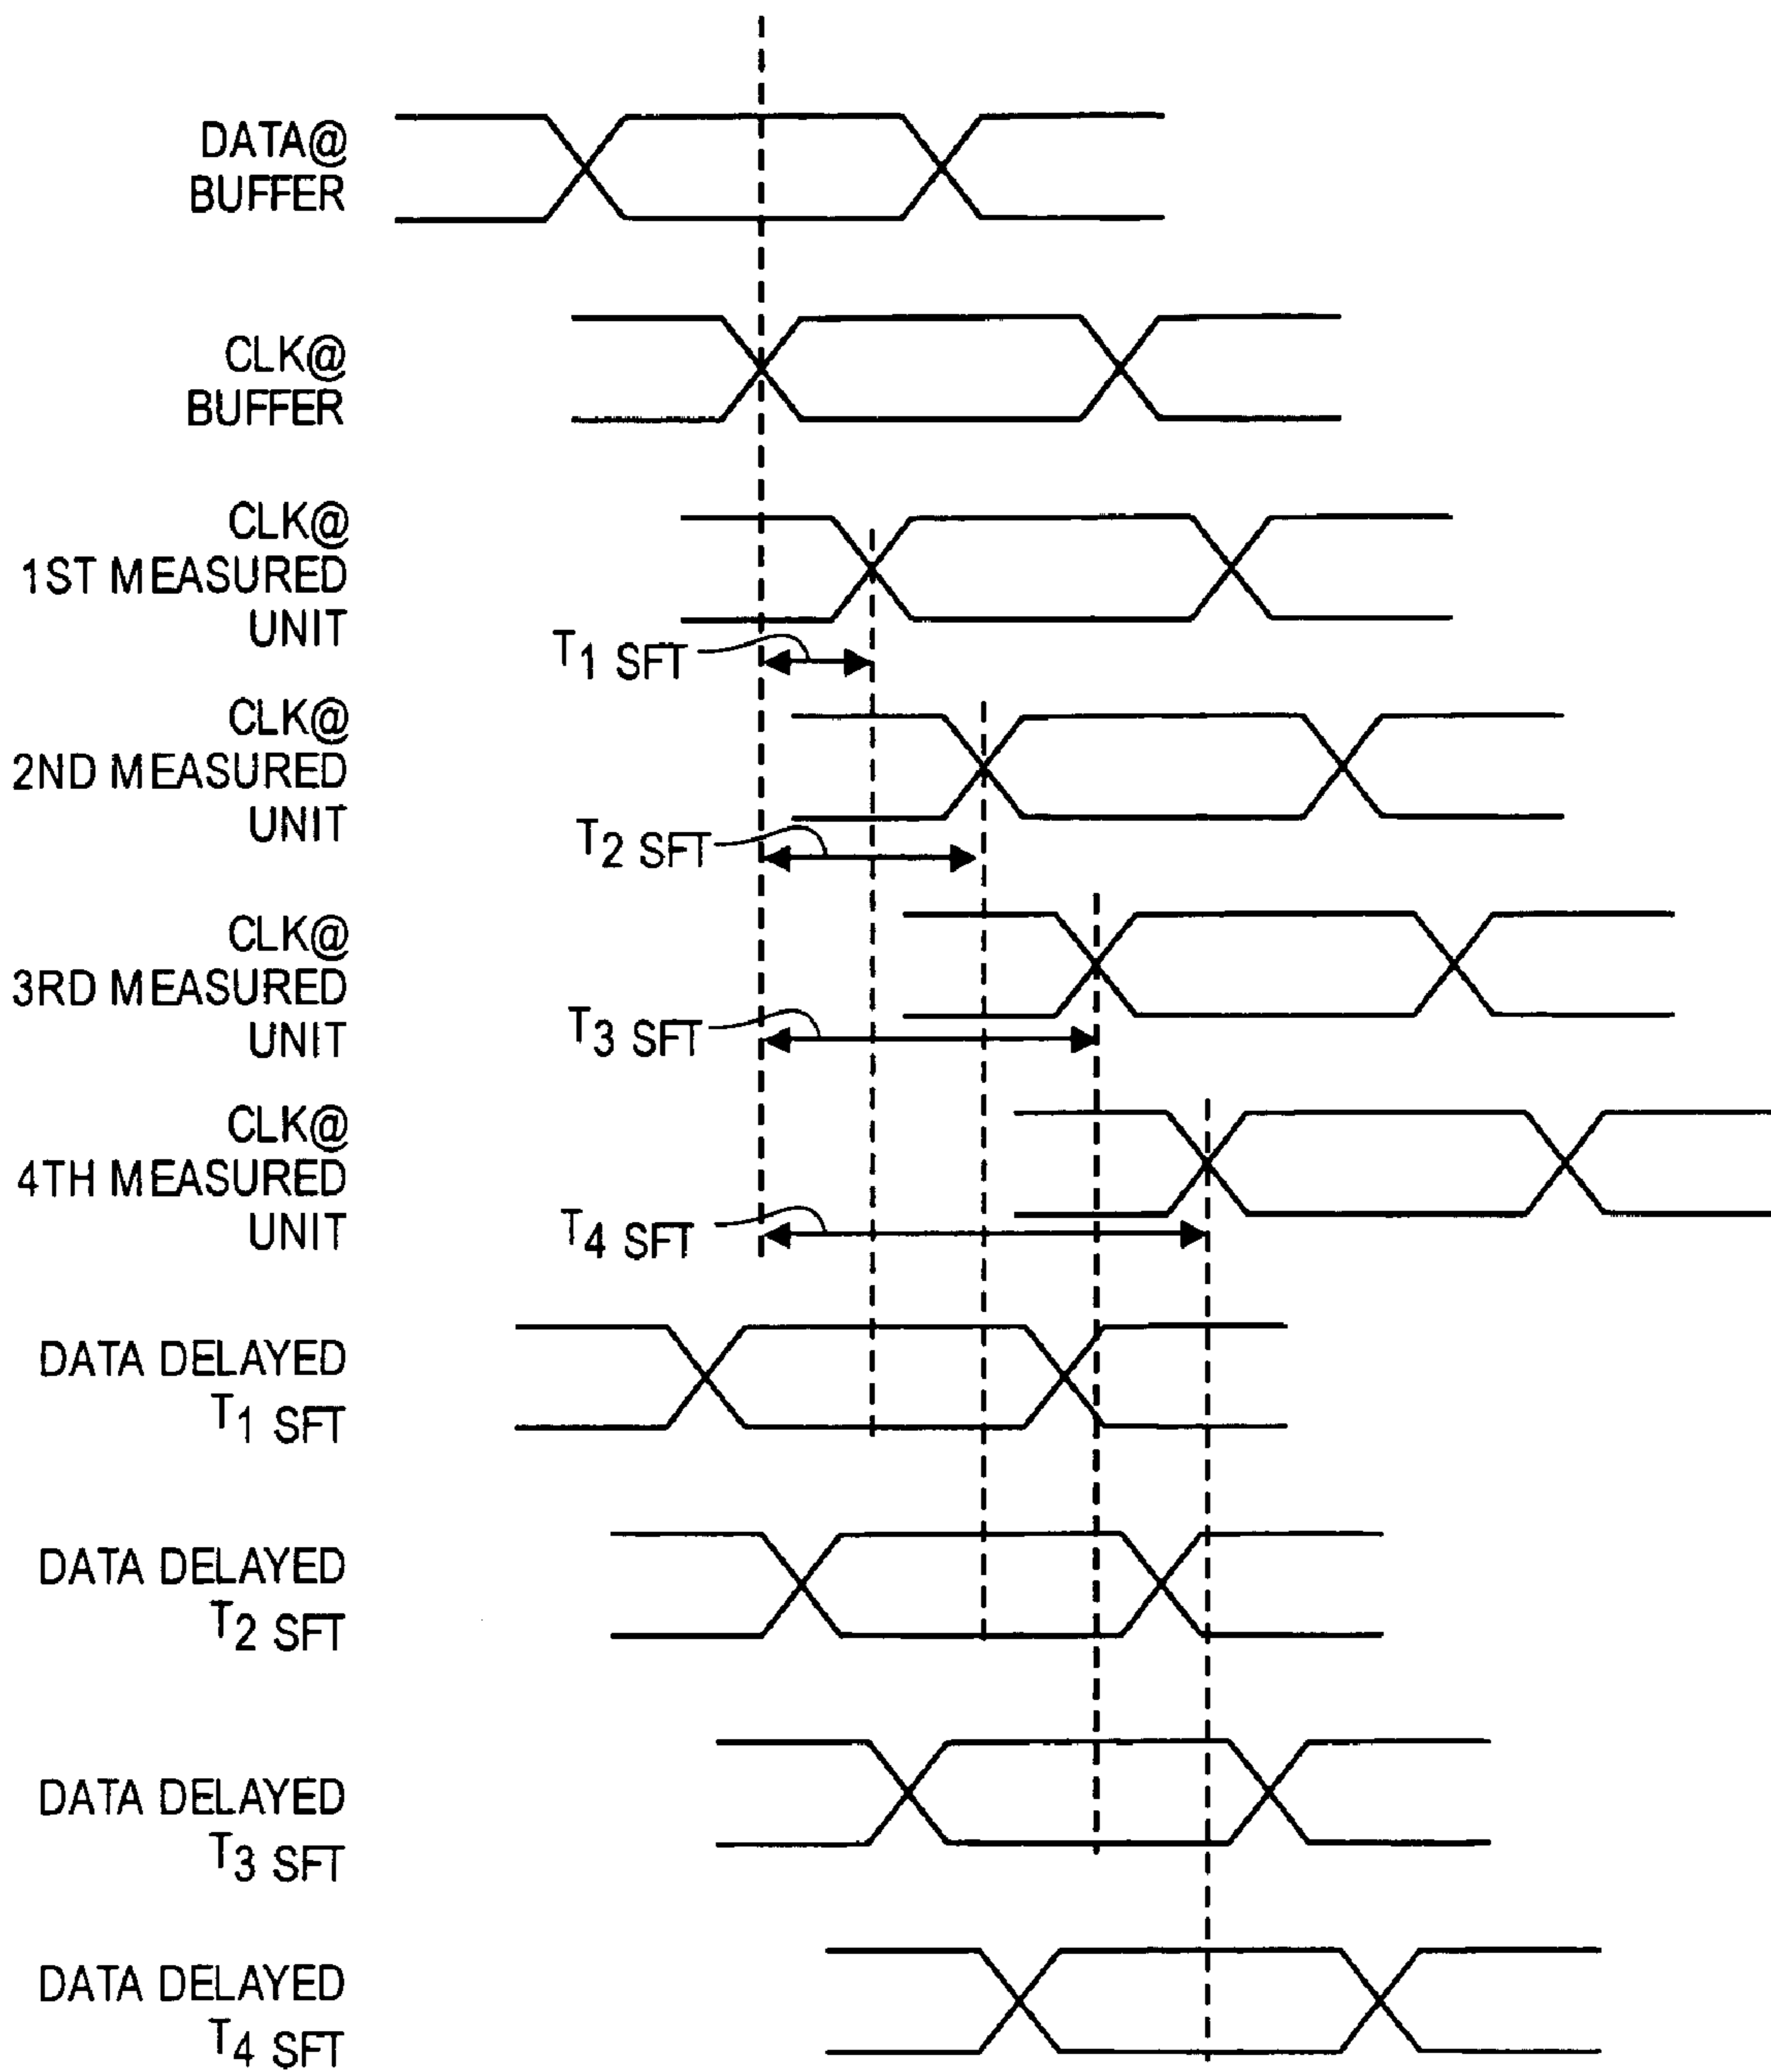 DATA@
BUFFER
CLK@
BUFFER
CLK@
1ST MEASURED
UNIT
T1 SFT
CLK@
2ND MEASURED
UNIT
T2 SFT
CLK@
3RD MEASURED
UNIT
T3 SFT
CLK@
4TH MEASURED
UNIT
T4 SFT
DATA DELAYED
T1 SFT
DATA DELAYED
T2 SFT
DATA DELAYED
T3 SFT
DATA DELAYED
T4 SFT